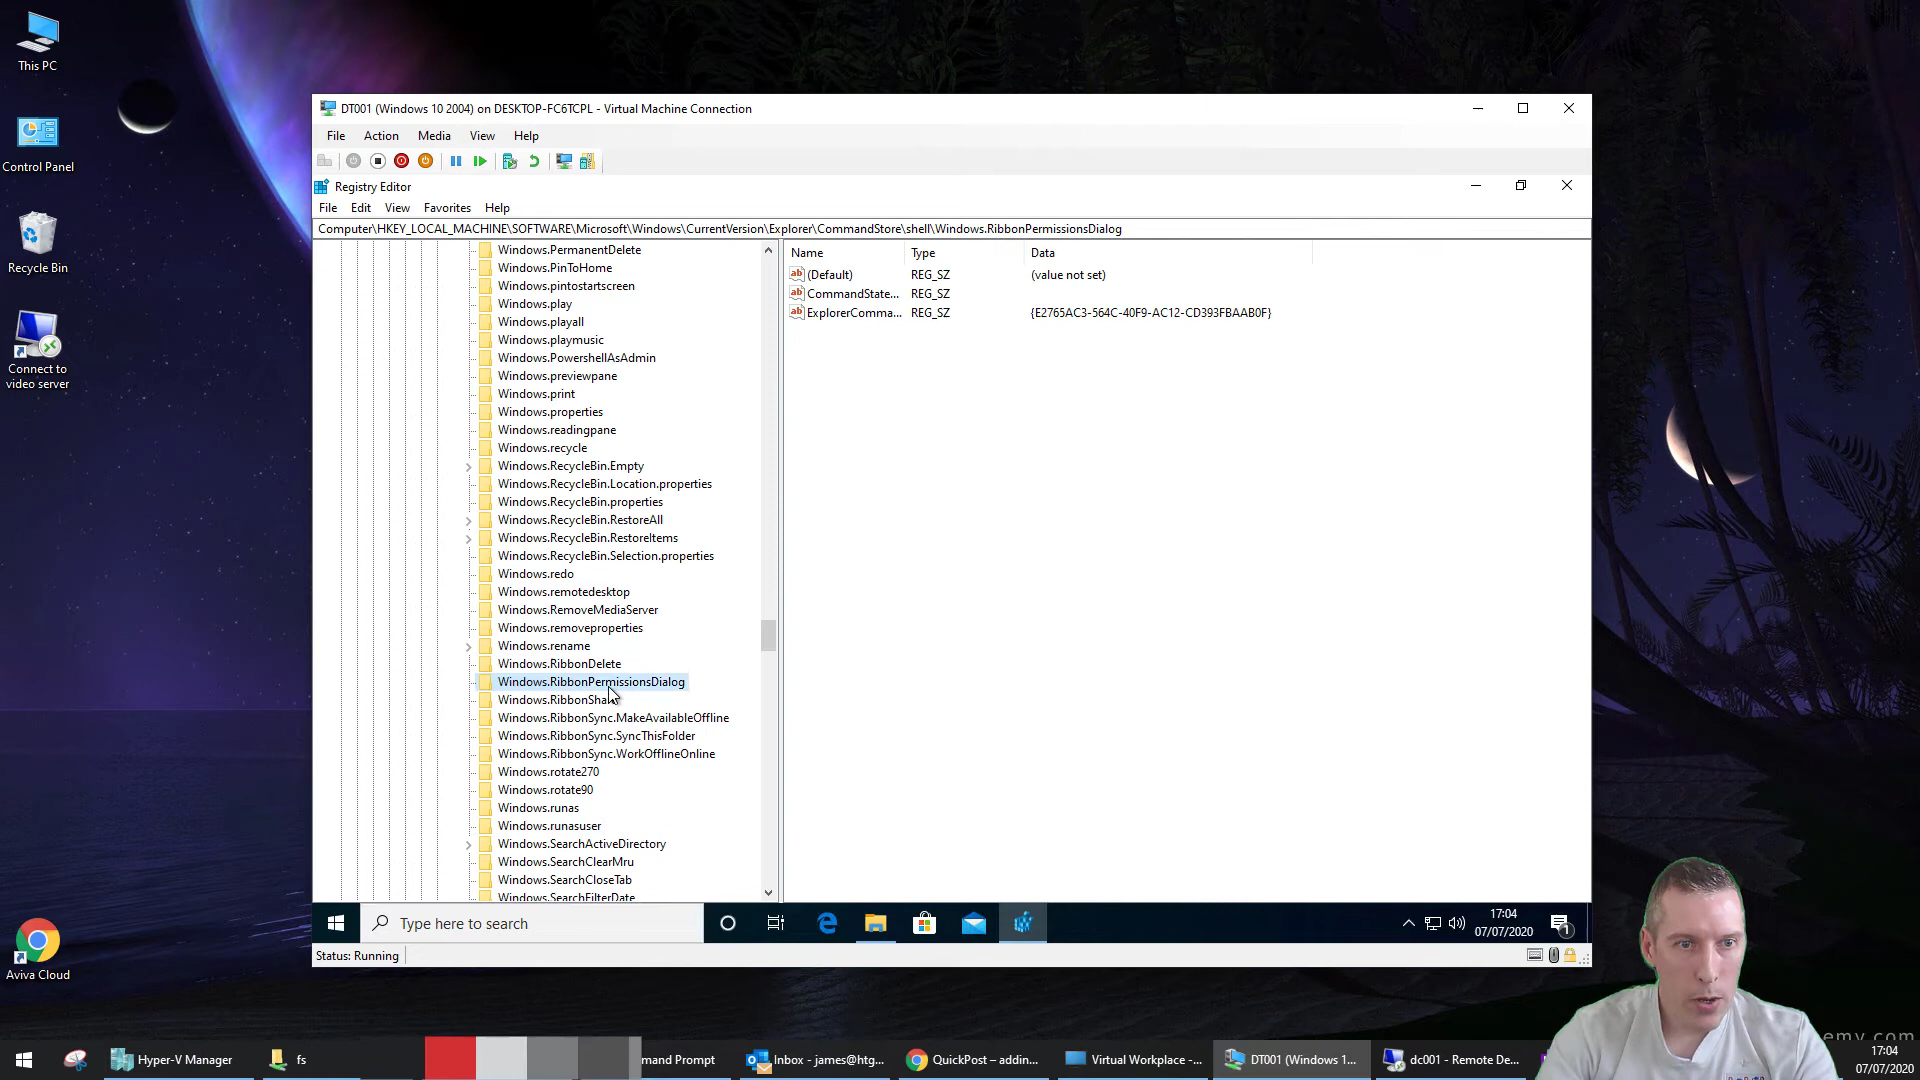 This PC
Control Panel
Recycle Bin
Connect to
video server
Aviva Cloud
DT001 (Windows 10 2004) on DESKTOP-FC6TCPL - Virtual Machine Connection
File Action Media View Help
Registry Editor
File Edit View Favorites Help
Computer\HKEY_LOCAL_MACHINE\SOFTWARE\Microsoft\Windows\CurrentVersion\Explorer\CommandStore\shell\Windows.RibbonPermissionsDialog
Windows.PermanentDelete
Windows.PinToHome
Windows.pintostartscreen
Windows.play
Windows.playall
Windows.playmusic
Windows.PowershellAsAdmin
Windows.previewpane
Windows.print
Windows.properties
Windows.readingpane
Windows.recycle
Windows.RecycleBin.Empty
Windows.RecycleBin.Location.properties
Windows.RecycleBin.properties
Windows.RecycleBin.RestoreAll
Windows.RecycleBin.RestoreItems
Windows.RecycleBin.Selection.properties
Windows.redo
Windows.remotedesktop
Windows.RemoveMediaServer
Windows.removeproperties
Windows.rename
Windows.RibbonDelete
Windows.RibbonPermissionsDialog
Windows.RibbonSha
Windows.RibbonSync.MakeAvailableOffline
Windows.RibbonSync.SyncThisFolder
Windows.RibbonSync.WorkOfflineOnline
Windows.rotate270
Windows.rotate90
Windows.runas
Windows.runasuser
Windows.SearchActiveDirectory
Windows.SearchClearMru
Windows.SearchCloseTab
Windows.SearchFilterDate
Name Type Data
(Default) REG_SZ (value not set)
CommandState... REG_SZ
ExplorerComma... REG_SZ {E2765AC3-564C-40F9-AC12-CD393FBAAB0F}
Type here to search
17:04
07/07/2020
1
Status: Running
emy.com
Hyper-V Manager
fs
mand Prompt
Inbox - james@htg...
QuickPost – addin...
Virtual Workplace -...
DT001 (Windows 1...
dc001 - Remote De...
17:04
07/07/2020